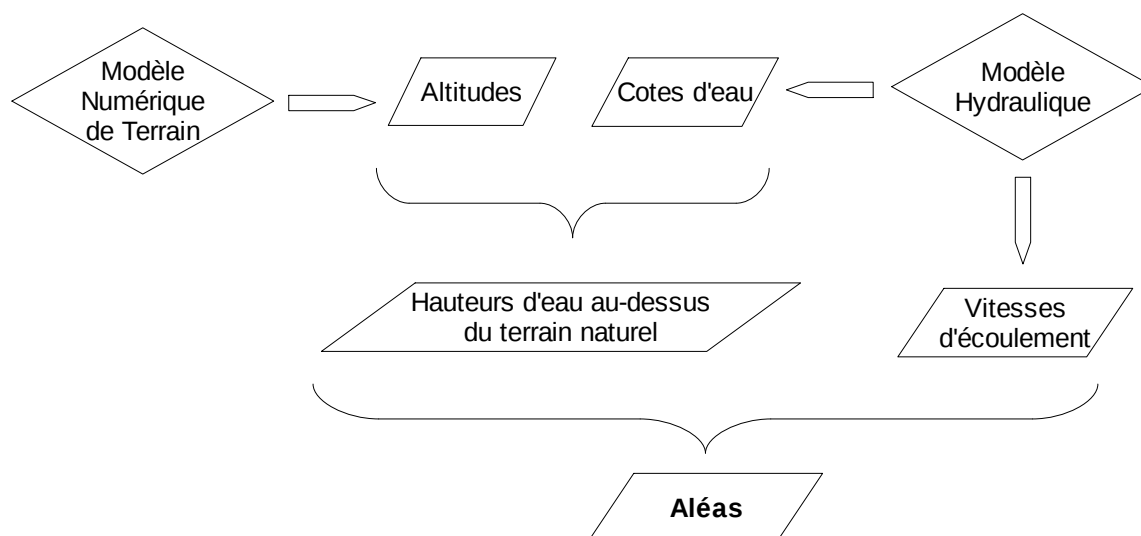 Modèle
Numérique
de Terrain
Altitudes
Cotes d'eau
Modèle
Hydraulique
Hauteurs d'eau au-dessus
du terrain naturel
Vitesses
d'écoulement
Aléas